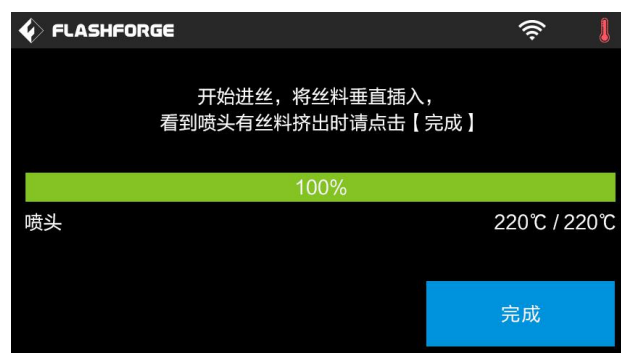 FLASHFORGE
开始进丝，将丝料垂直插入，
看到喷头有丝料挤出时请点击【完成】
100%
喷头 220℃ / 220℃
完成